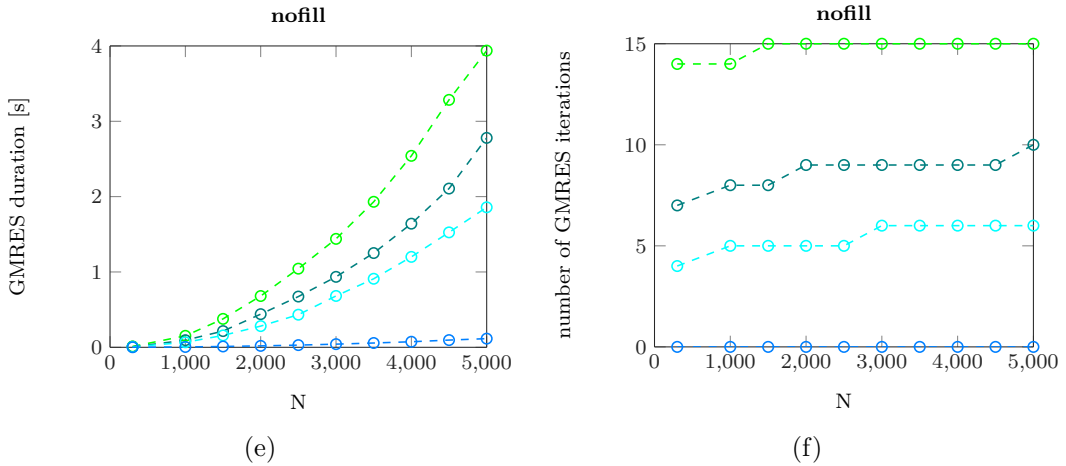 nofill
GMRES duration [s]
4
3
2
1
0
0 1,000 2,000 3,000 4,000 5,000
N
(e)
nofill
number of GMRES iterations
15
10
5
0
0 1,000 2,000 3,000 4,000 5,000
N
(f)